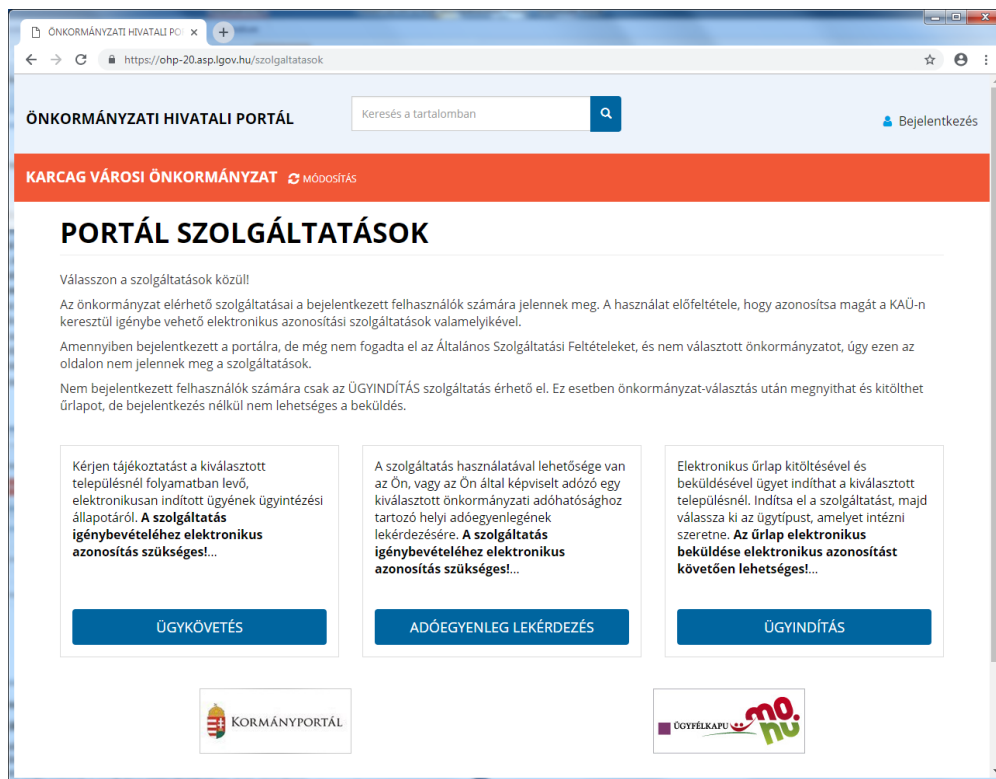 ÖNKORMÁNYZATI HIVATALI PO
https://ohp-20.asp.lgov.hu/szolgaltatasok
ÖNKORMÁNYZATI HIVATALI PORTÁL
Keresés a tartalomban
Bejelentkezés
KARCAG VÁROSI ÖNKORMÁNYZAT MÓDOSÍTÁS
PORTÁL SZOLGÁLTATÁSOK
Válasszon a szolgáltatások közül!
Az önkormányzat elérhető szolgáltatásai a bejelentkezett felhasználók számára jelennek meg. A használat előfeltétele, hogy azonosítsa magát a KAÜ-n
keresztül igénybe vehető elektronikus azonosítási szolgáltatások valamelyikével.
Amennyiben bejelentkezett a portálra, de még nem fogadta el az Általános Szolgáltatási Feltételeket, és nem választott önkormányzatot, úgy ezen az
oldalon nem jelennek meg a szolgáltatások.
Nem bejelentkezett felhasználók számára csak az ÜGYINDÍTÁS szolgáltatás érhető el. Ez esetben önkormányzat-választás után megnyithat és kitölthet
űrlapot, de bejelentkezés nélkül nem lehetséges a beküldés.
Kérjen tájékoztatást a kiválasztott
településnél folyamatban levő,
elektronikusan indított ügyének ügyintézési
állapotáról. A szolgáltatás
igénybevételéhez elektronikus
azonosítás szükséges!...
ÜGYKÖVETÉS
A szolgáltatás használatával lehetősége van
az Ön, vagy az Ön által képviselt adózó egy
kiválasztott önkormányzati adóhatósághoz
tartozó helyi adóegyenlegének
lekérdezésére. A szolgáltatás
igénybevételéhez elektronikus
azonosítás szükséges!...
ADÓEGYENLEG LEKÉRDEZÉS
Elektronikus űrlap kitöltésével és
beküldésével ügyet indíthat a kiválasztott
településnél. Indítsa el a szolgáltatást, majd
válassza ki az ügytípust, amelyet intézni
szeretne. Az űrlap elektronikus
beküldése elektronikus azonosítást
követően lehetséges!...
ÜGYINDÍTÁS
KORMÁNYPORTÁL
ÜGYFÉLKAPU mo.hu